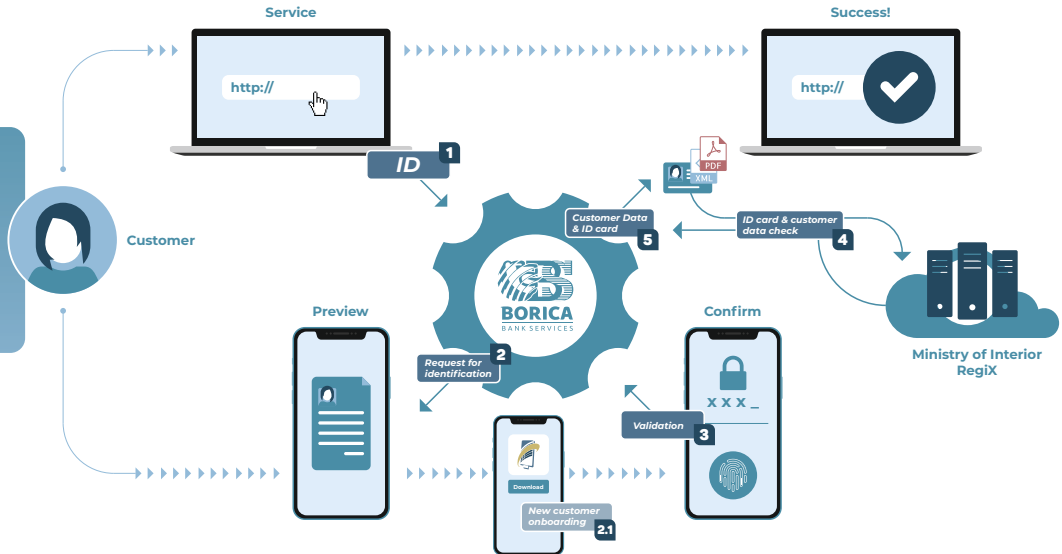 Service
http://
ID
1
Success!
http://
PDF
XML
Customer
Customer Data
& ID card
5
ID card & customer
data check
4
BS
BORICA
BANK SERVICES
Ministry of Interior
RegiX
Preview
Request for
identification
2
Confirm
x x x _
Validation
3
Download
New customer
onboarding
2.1